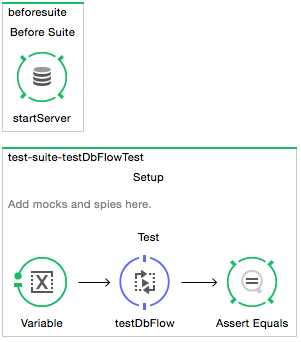 beforesuite
Before Suite
startServer
test-suite-testDbFlowTest
Setup
Add mocks and spies here.
Test
Variable
testDbFlow
Assert Equals